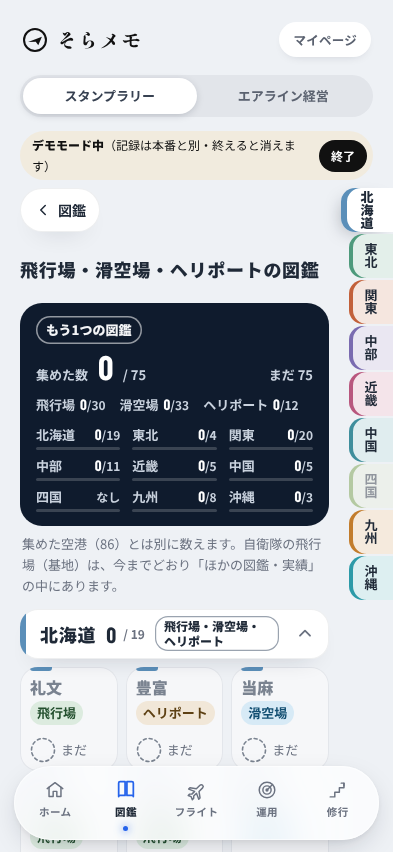 そらメモ
マイページ
スタンプラリー
エアライン経営
デモモード中（記録は本番と別・終えると消えま
す）
終了
図鑑
飛行場・滑空場・ヘリポートの図鑑
もう1つの図鑑
集めた数 0 / 75
まだ 75
飛行場 0/30 滑空場 0/33 ヘリポート 0/12
北海道 0/19 東北 0/4 関東 0/20
中部 0/11 近畿 0/5 中国 0/5
四国 なし 九州 0/8 沖縄 0/3
集めた空港（86）とは別に数えます。自衛隊の飛行
場（基地）は、今までどおり「ほかの図鑑・実績」
の中にあります。
北海道
東北
関東
中部
近畿
中国
四国
九州
沖縄
北海道 0 / 19
飛行場・滑空場・
ヘリポート
礼文 豊富 当麻
飛行場 ヘリポート 滑空場
まだ まだ まだ
ホーム 図鑑 フライト 運用 修行